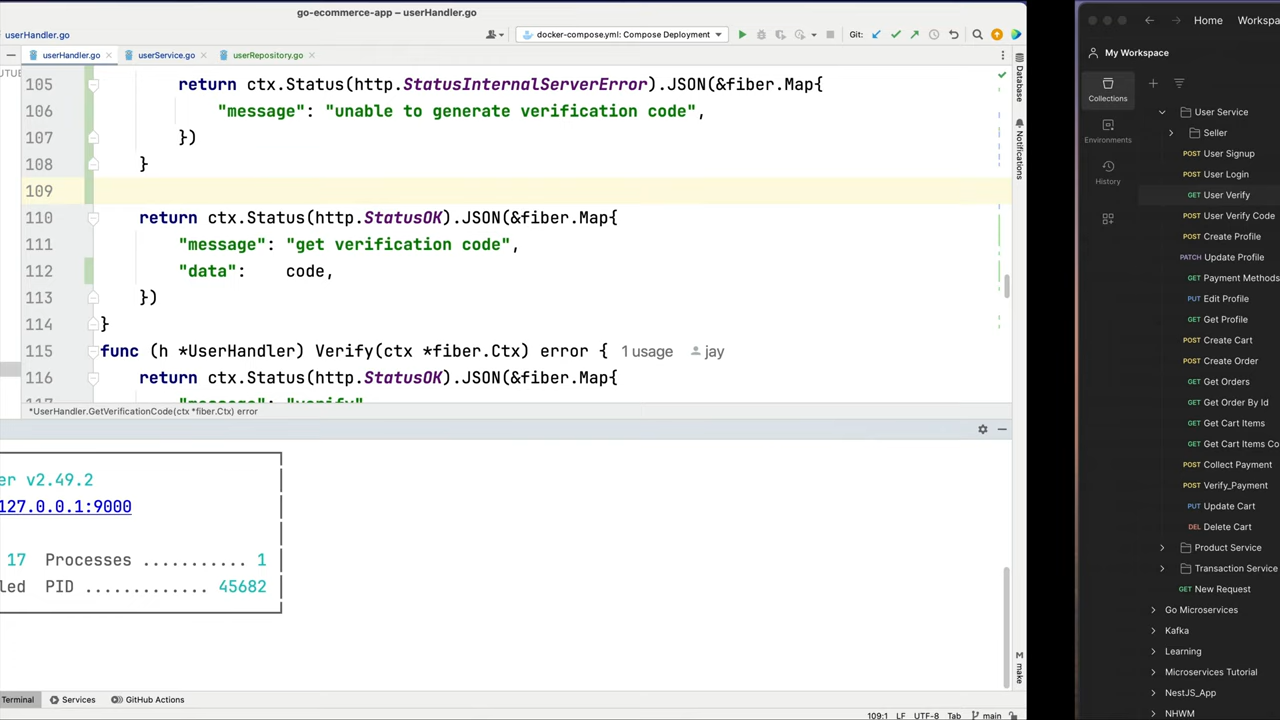 go-ecommerce-app – userHandler.go
go-ecommerce-app – userHandler.go
docker-compose.yml: Compose Deployment
Git:
userHandler.go
userService.go
userRepository.go
105 return ctx.Status(http.StatusInternalServerError).JSON(&fiber.Map{
106 "message": "unable to generate verification code",
107 })
108 }
109
110 return ctx.Status(http.StatusOK).JSON(&fiber.Map{
111 "message": "get verification code",
112 "data": code,
113 })
114 }
115 func (h *UserHandler) Verify(ctx *fiber.Ctx) error { 1 usage jay
116 return ctx.Status(http.StatusOK).JSON(&fiber.Map{
*UserHandler.GetVerificationCode(ctx *fiber.Ctx) error
er v2.49.2
127.0.0.1:9000
17 Processes ........... 1
led PID ............. 45682
Terminal
Services
GitHub Actions
109:1 LF UTF-8 Tab main
Database
Notifications
make
Home
Workspa
My Workspace
Collections
Environments
History
User Service
Seller
POST User Signup
POST User Login
GET User Verify
POST User Verify Code
POST Create Profile
PATCH Update Profile
GET Payment Methods
PUT Edit Profile
GET Get Profile
POST Create Cart
POST Create Order
GET Get Orders
GET Get Order By Id
GET Get Cart Items
GET Get Cart Items Co
POST Collect Payment
POST Verify_Payment
PUT Update Cart
DEL Delete Cart
Product Service
Transaction Service
GET New Request
Go Microservices
Kafka
Learning
Microservices Tutorial
NestJS_App
NHWM